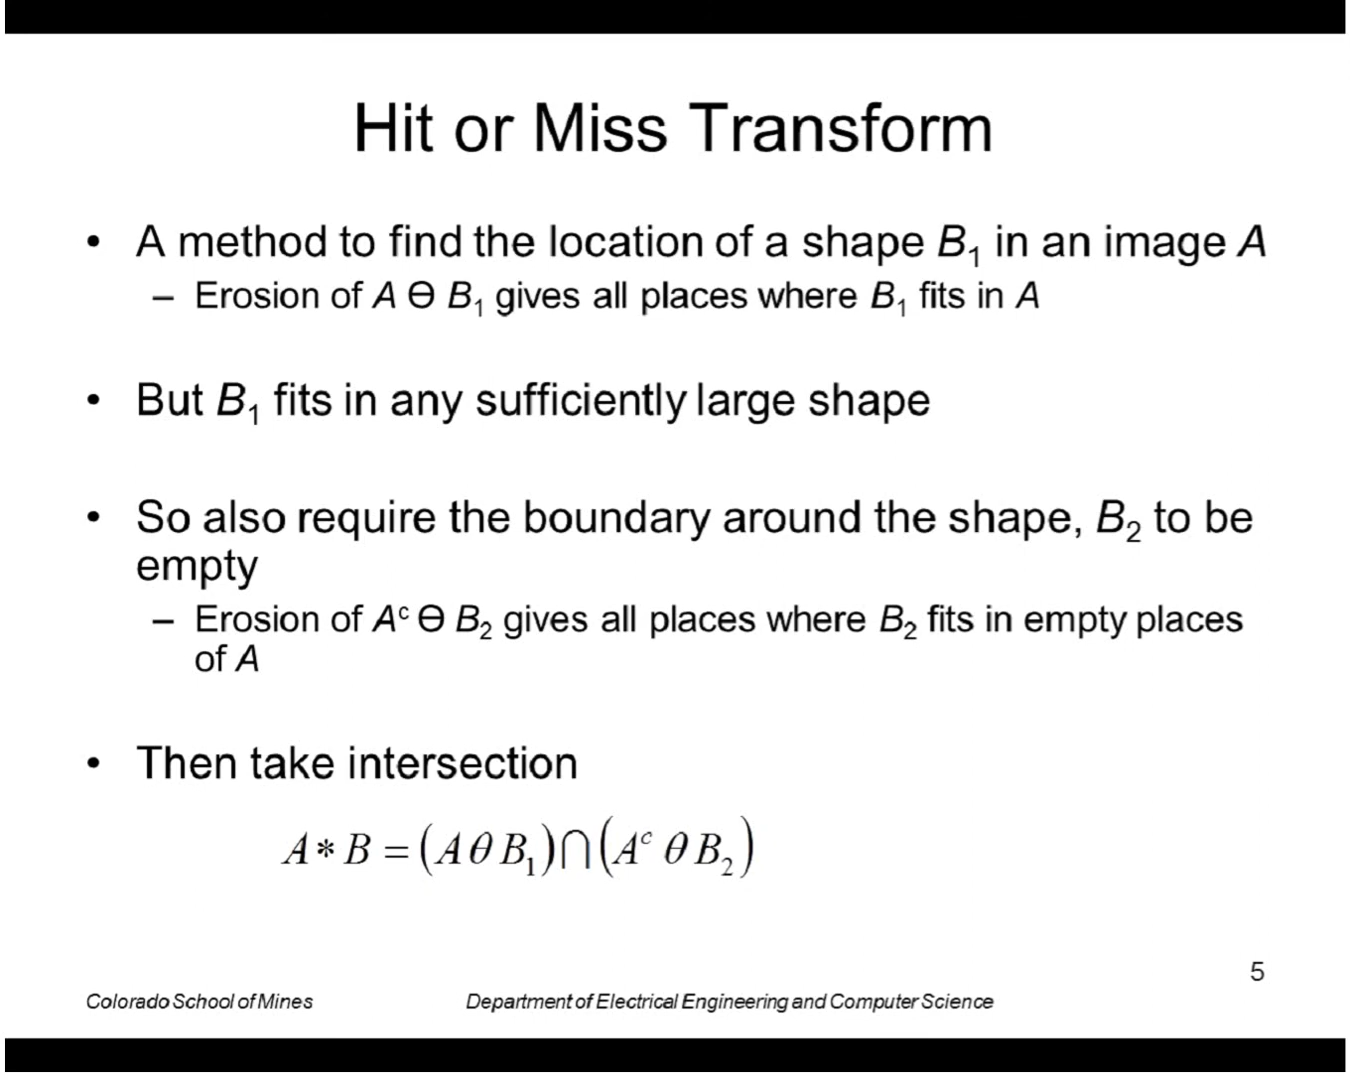 Hit or Miss Transform
• A method to find the location of a shape B₁ in an image A
– Erosion of A Ɵ B₁ gives all places where B₁ fits in A
• But B₁ fits in any sufficiently large shape
• So also require the boundary around the shape, B₂ to be
empty
– Erosion of Aᶜ Ɵ B₂ gives all places where B₂ fits in empty places
of A
• Then take intersection
A * B = (A θ B₁) ∩ (Aᶜ θ B₂)
5
Colorado School of Mines
Department of Electrical Engineering and Computer Science